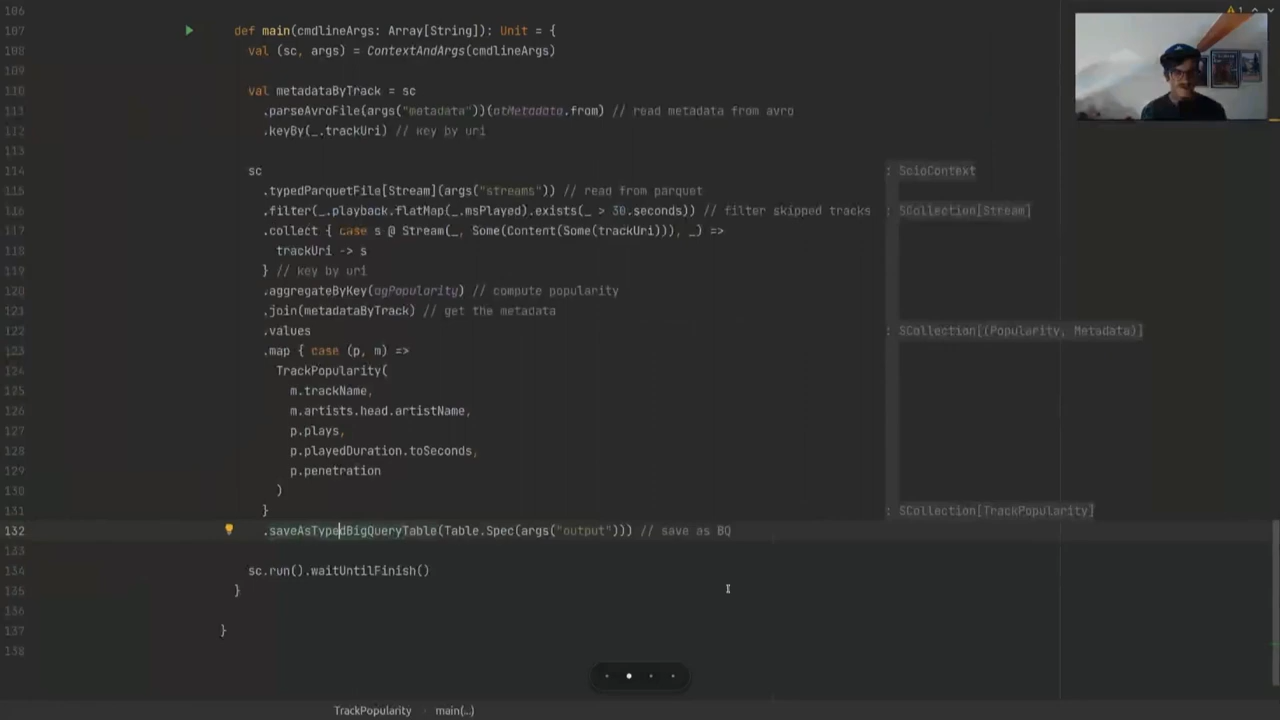 106
107 def main(cmdlineArgs: Array[String]): Unit = {
108 val (sc, args) = ContextAndArgs(cmdlineArgs)
109
110 val metadataByTrack = sc
111 .parseAvroFile(args("metadata"))(atMetadata.from) // read metadata from avro
112 .keyBy(_.trackUri) // key by uri
113
114 sc : ScioContext
115 .typedParquetFile[Stream](args("streams")) // read from parquet
116 .filter(_.playback.flatMap(_.msPlayed).exists(_ > 30.seconds)) // filter skipped tracks : SCollection[Stream]
117 .collect { case s @ Stream(_, Some(Content(Some(trackUri))), _) =>
118 trackUri -> s
119 } // key by uri
120 .aggregateByKey(agPopularity) // compute popularity
121 .join(metadataByTrack) // get the metadata
122 .values : SCollection[(Popularity, Metadata)]
123 .map { case (p, m) =>
124 TrackPopularity(
125 m.trackName,
126 m.artists.head.artistName,
127 p.plays,
128 p.playedDuration.toSeconds,
129 p.penetration
130 )
131 } : SCollection[TrackPopularity]
132 .saveAsTypedBigQueryTable(Table.Spec(args("output"))) // save as BQ
133
134 sc.run().waitUntilFinish()
135 }
136
137 }
138
TrackPopularity main(...)